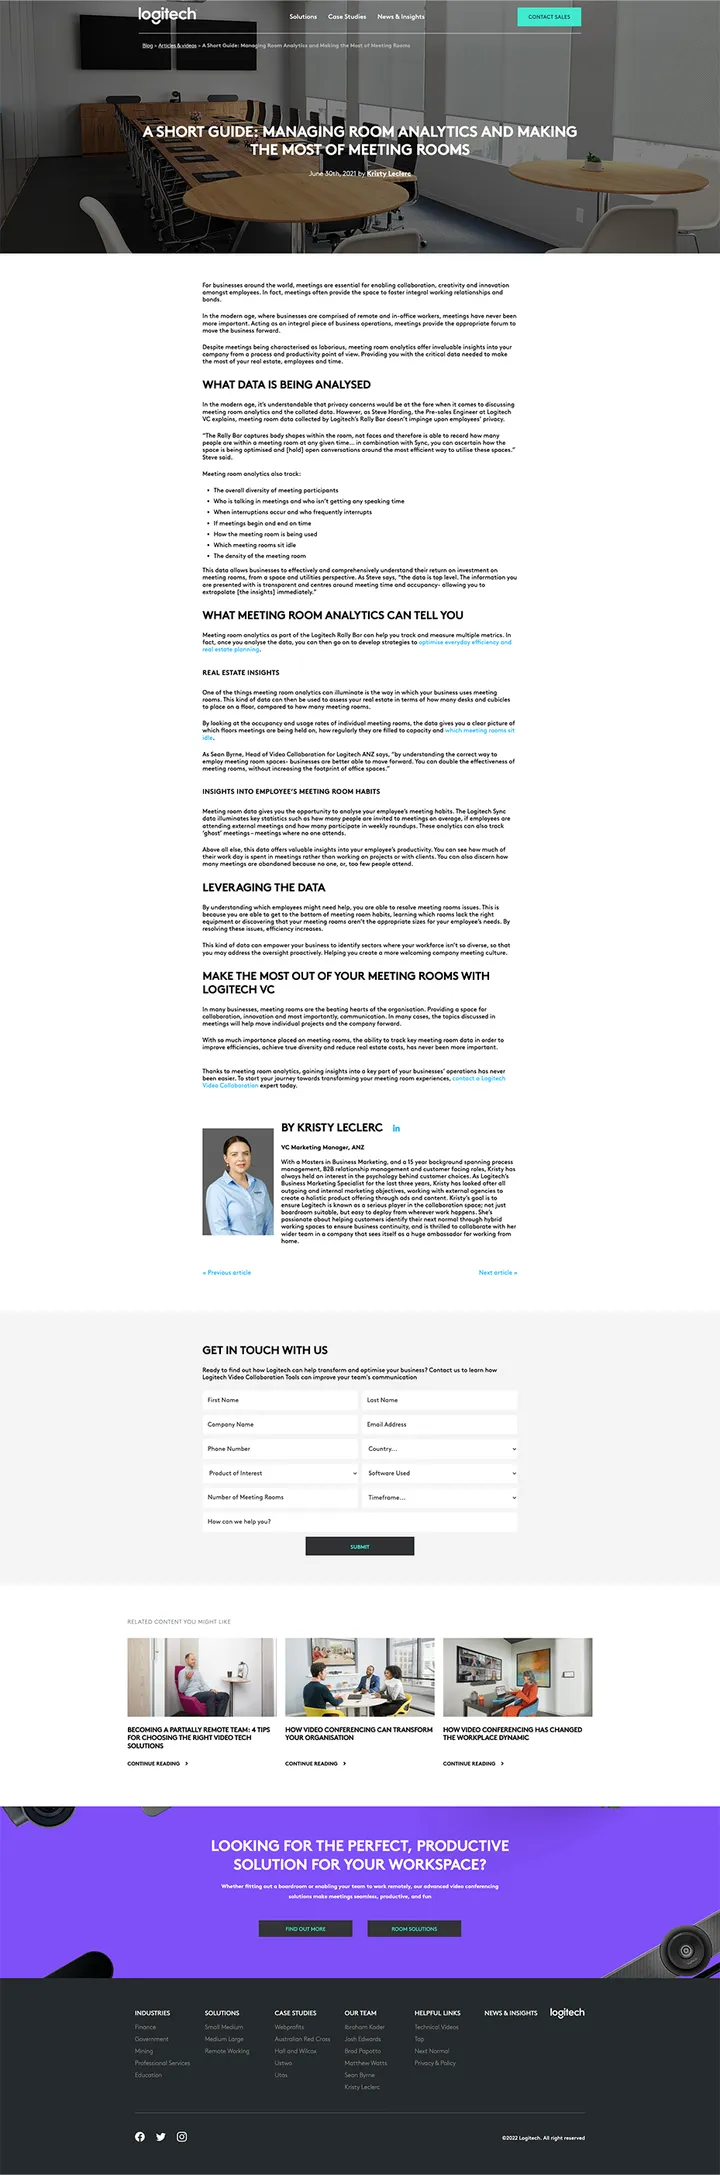 logitech
Solutions Case Studies News & Insights
CONTACT SALES
Blog » Articles & videos » A Short Guide: Managing Room Analytics and Making the Most of Meeting Rooms
A SHORT GUIDE: MANAGING ROOM ANALYTICS AND MAKING
THE MOST OF MEETING ROOMS
June 30th, 2021 by Kristy Leclerc
For businesses around the world, meetings are essential for enabling collaboration, creativity and innovation
amongst employees. In fact, meetings often provide the space to foster integral working relationships and
bonds.
In the modern age, where businesses are comprised of remote and in-office workers, meetings have never been
more important. Acting as an integral piece of business operations, meetings provide the appropriate forum to
move the business forward.
Despite meetings being characterised as laborious, meeting room analytics offer invaluable insights into your
company from a process and productivity point of view. Providing you with the critical data needed to make
the most of your real estate, employees and time.
WHAT DATA IS BEING ANALYSED
In the modern age, it's understandable that privacy concerns would be at the fore when it comes to discussing
meeting room analytics and the collated data. However, as Steve Harding, the Pre-sales Engineer at Logitech
VC explains, meeting room data collected by Logitech's Rally Bar doesn't impinge upon employees' privacy.
“The Rally Bar captures body shapes within the room, not faces and therefore is able to record how many
people are within a meeting room at any given time... in combination with Sync, you can ascertain how the
space is being optimised and [hold] open conversations around the most efficient way to utilise these spaces.”
Steve said.
Meeting room analytics also track:
• The overall diversity of meeting participants
• Who is talking in meetings and who isn't getting any speaking time
• When interruptions occur and who frequently interrupts
• If meetings begin and end on time
• How the meeting room is being used
• Which meeting rooms sit idle
• The density of the meeting room
This data allows businesses to effectively and comprehensively understand their return on investment on
meeting rooms, from a space and utilities perspective. As Steve says, “the data is top level. The information you
are presented with is transparent and centres around meeting time and occupancy- allowing you to
extrapolate [the insights] immediately.”
WHAT MEETING ROOM ANALYTICS CAN TELL YOU
Meeting room analytics as part of the Logitech Rally Bar can help you track and measure multiple metrics. In
fact, once you analyse the data, you can then go on to develop strategies to optimise everyday efficiency and
real estate planning.
REAL ESTATE INSIGHTS
One of the things meeting room analytics can illuminate is the way in which your business uses meeting
rooms. This kind of data can then be used to assess your real estate in terms of how many desks and cubicles
to place on a floor, compared to how many meeting rooms.
By looking at the occupancy and usage rates of individual meeting rooms, the data gives you a clear picture of
which floors meetings are being held on, how regularly they are filled to capacity and which meeting rooms sit
idle.
As Sean Byrne, Head of Video Collaboration for Logitech ANZ says, “by understanding the correct way to
employ meeting room spaces- businesses are better able to move forward. You can double the effectiveness of
meeting rooms, without increasing the footprint of office spaces.”
INSIGHTS INTO EMPLOYEE'S MEETING ROOM HABITS
Meeting room data gives you the opportunity to analyse your employee's meeting habits. The Logitech Sync
data illuminates key statistics such as how many people are invited to meetings on average, if employees are
attending external meetings and how many participate in weekly roundups. These analytics can also track
'ghost' meetings – meetings where no one attends.
Above all else, this data offers valuable insights into your employee's productivity. You can see how much of
their work day is spent in meetings rather than working on projects or with clients. You can also discern how
many meetings are abandoned because no one, or, too few people attend.
LEVERAGING THE DATA
By understanding which employees might need help, you are able to resolve meeting rooms issues. This is
because you are able to get to the bottom of meeting room habits, learning which rooms lack the right
equipment or discovering that your meeting rooms aren't the appropriate sizes for your employee's needs. By
resolving these issues, efficiency increases.
This kind of data can empower your business to identify sectors where your workforce isn't so diverse, so that
you may address the oversight proactively. Helping you create a more welcoming company meeting culture.
MAKE THE MOST OUT OF YOUR MEETING ROOMS WITH
LOGITECH VC
In many businesses, meeting rooms are the beating hearts of the organisation. Providing a space for
collaboration, innovation and most importantly, communication. In many cases, the topics discussed in
meetings will help move individual projects and the company forward.
With so much importance placed on meeting rooms, the ability to track key meeting room data in order to
improve efficiencies, achieve true diversity and reduce real estate costs, has never been more important.
Thanks to meeting room analytics, gaining insights into a key part of your businesses' operations has never
been easier. To start your journey towards transforming your meeting room experiences, contact a Logitech
Video Collaboration expert today.
BY KRISTY LECLERC in
VC Marketing Manager, ANZ
With a Masters in Business Marketing, and a 15 year background spanning process
management, B2B relationship management and customer facing roles, Kristy has
always held an interest in the psychology behind customer choices. As Logitech's
Business Marketing Specialist for the last three years, Kristy has looked after all
outgoing and internal marketing objectives, working with external agencies to
create a holistic product offering through ads and content. Kristy's goal is to
ensure Logitech is known as a serious player in the collaboration space; not just
boardroom suitable, but easy to deploy from wherever work happens. She's
passionate about helping customers identify their next normal through hybrid
working spaces to ensure business continuity, and is thrilled to collaborate with her
wider team in a company that sees itself as a huge ambassador for working from
home.
« Previous article Next article »
GET IN TOUCH WITH US
Ready to find out how Logitech can help transform and optimise your business? Contact us to learn how
Logitech Video Collaboration Tools can improve your team's communication
First Name Last Name
Company Name Email Address
Phone Number Country...
Product of Interest Software Used
Number of Meeting Rooms Timeframe...
How can we help you?
SUBMIT
RELATED CONTENT YOU MIGHT LIKE
BECOMING A PARTIALLY REMOTE TEAM: 4 TIPS
FOR CHOOSING THE RIGHT VIDEO TECH
SOLUTIONS
CONTINUE READING >
HOW VIDEO CONFERENCING CAN TRANSFORM
YOUR ORGANISATION
CONTINUE READING >
HOW VIDEO CONFERENCING HAS CHANGED
THE WORKPLACE DYNAMIC
CONTINUE READING >
LOOKING FOR THE PERFECT, PRODUCTIVE
SOLUTION FOR YOUR WORKSPACE?
Whether fitting out a boardroom or enabling your team to work remotely, our advanced video conferencing
solutions make meetings seamless, productive, and fun
FIND OUT MORE ROOM SOLUTIONS
INDUSTRIES
Finance
Government
Mining
Professional Services
Education
SOLUTIONS
Small Medium
Medium Large
Remote Working
CASE STUDIES
Webprofits
Australian Red Cross
Hall and Wilcox
Ustwo
Utas
OUR TEAM
Ibraham Kader
Josh Edwards
Brad Papotto
Matthew Watts
Sean Byrne
Kristy Leclerc
HELPFUL LINKS
Technical Videos
Tap
Next Normal
Privacy & Policy
NEWS & INSIGHTS
logitech
©2022 Logitech. All right reserved